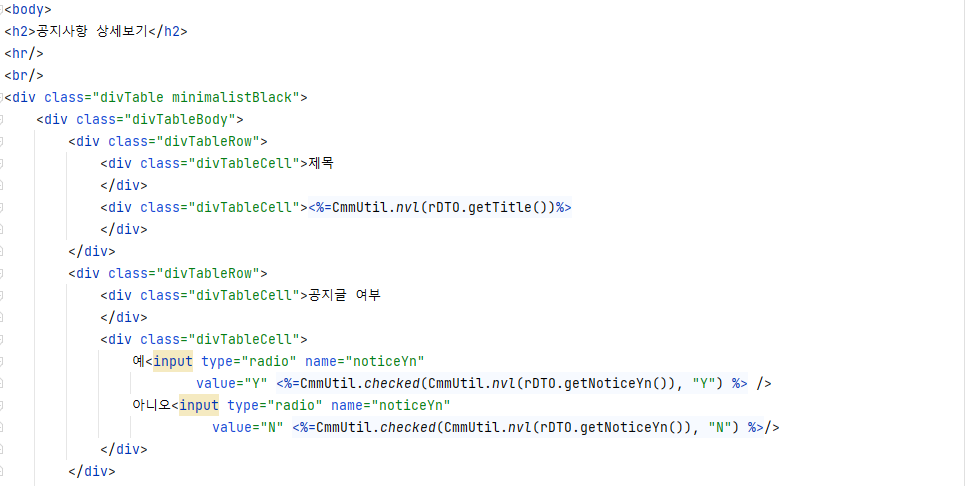 <body>
<h2>공지사항 상세보기</h2>
<hr/>
<br/>
<div class="divTable minimalistBlack">
    <div class="divTableBody">
        <div class="divTableRow">
            <div class="divTableCell">제목
            </div>
            <div class="divTableCell"><%=CmmUtil.nvl(rDTO.getTitle())%>
            </div>
        </div>
        <div class="divTableRow">
            <div class="divTableCell">공지글 여부
            </div>
            <div class="divTableCell">
                예<input type="radio" name="noticeYn"
                        value="Y" <%=CmmUtil.checked(CmmUtil.nvl(rDTO.getNoticeYn()), "Y") %> />
                아니오<input type="radio" name="noticeYn"
                          value="N" <%=CmmUtil.checked(CmmUtil.nvl(rDTO.getNoticeYn()), "N") %>/>
            </div>
        </div>